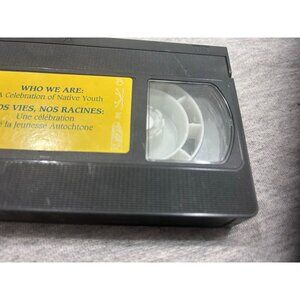 WHO WE ARE:
A Celebration of Native Youth
OS VIES, NOS RACINES:
Une célébration
e la Jeunesse Autochtone